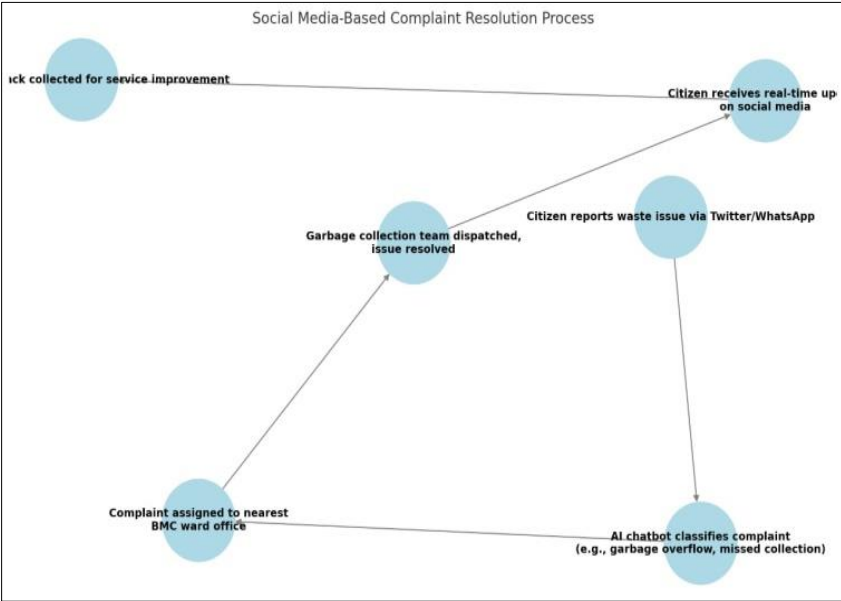 Social Media-Based Complaint Resolution Process
ck collected for service improvement
Citizen receives real-time up
on social media
Citizen reports waste issue via Twitter/WhatsApp
Garbage collection team dispatched,
issue resolved
Complaint assigned to nearest
BMC ward office
AI chatbot classifies complaint
(e.g., garbage overflow, missed collection)